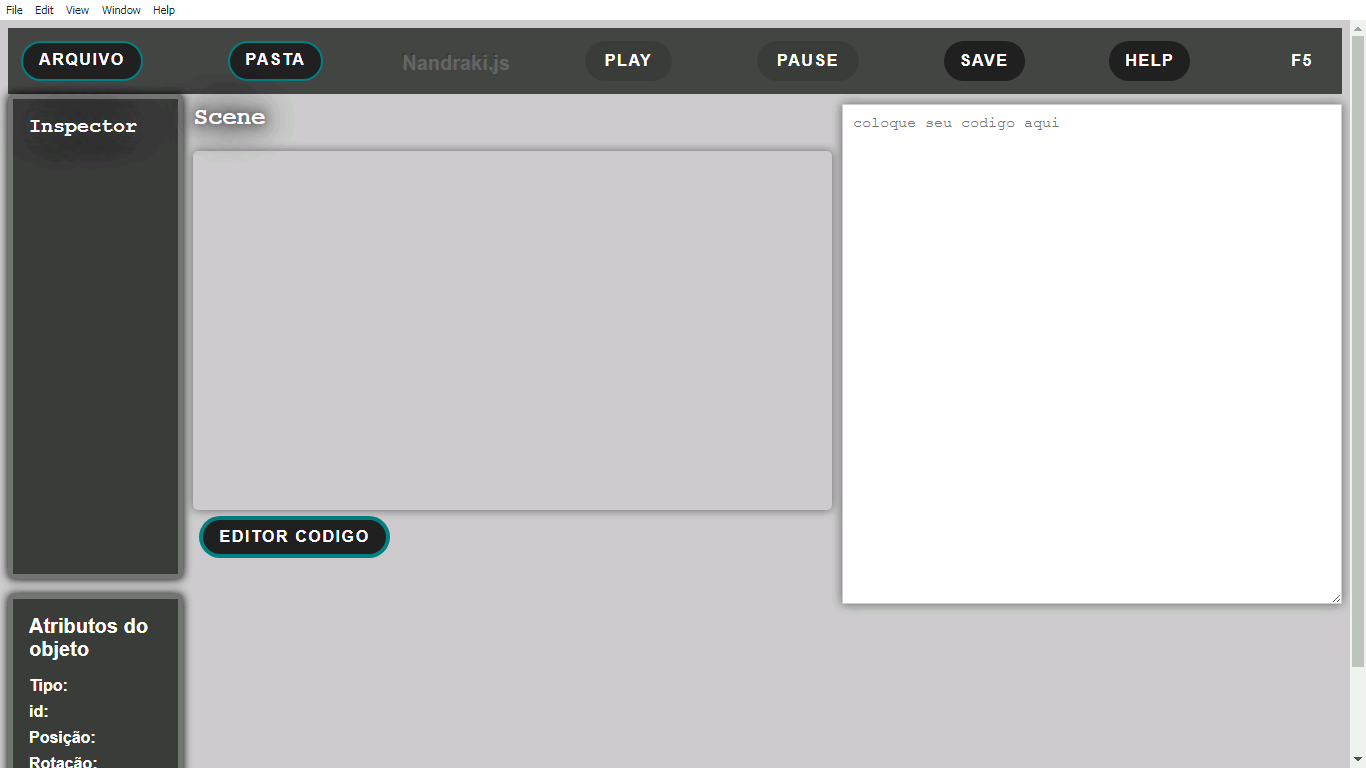 File Edit View Window Help
ARQUIVO PASTA Nandraki.js PLAY PAUSE SAVE HELP F5
Inspector
Scene
coloque seu codigo aqui
EDITOR CODIGO
Atributos do
objeto
Tipo:
id:
Posição:
Rotação: